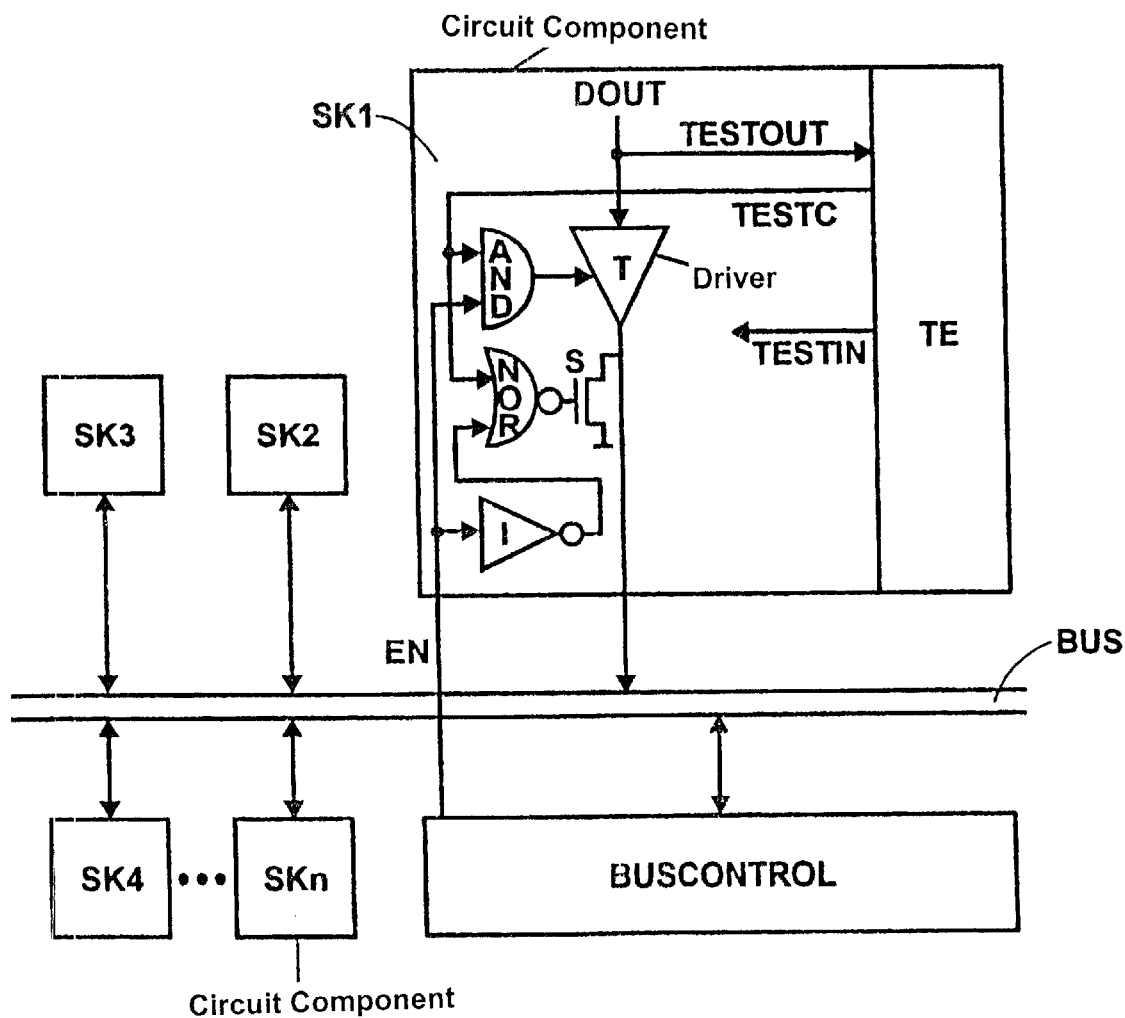 Circuit Component
DOUT
SK1
TESTOUT
TESTC
AND
T
Driver
TE
TESTIN
S
NOR
SK3
SK2
I
EN
BUS
SK4
•••
SKn
BUSCONTROL
Circuit Component